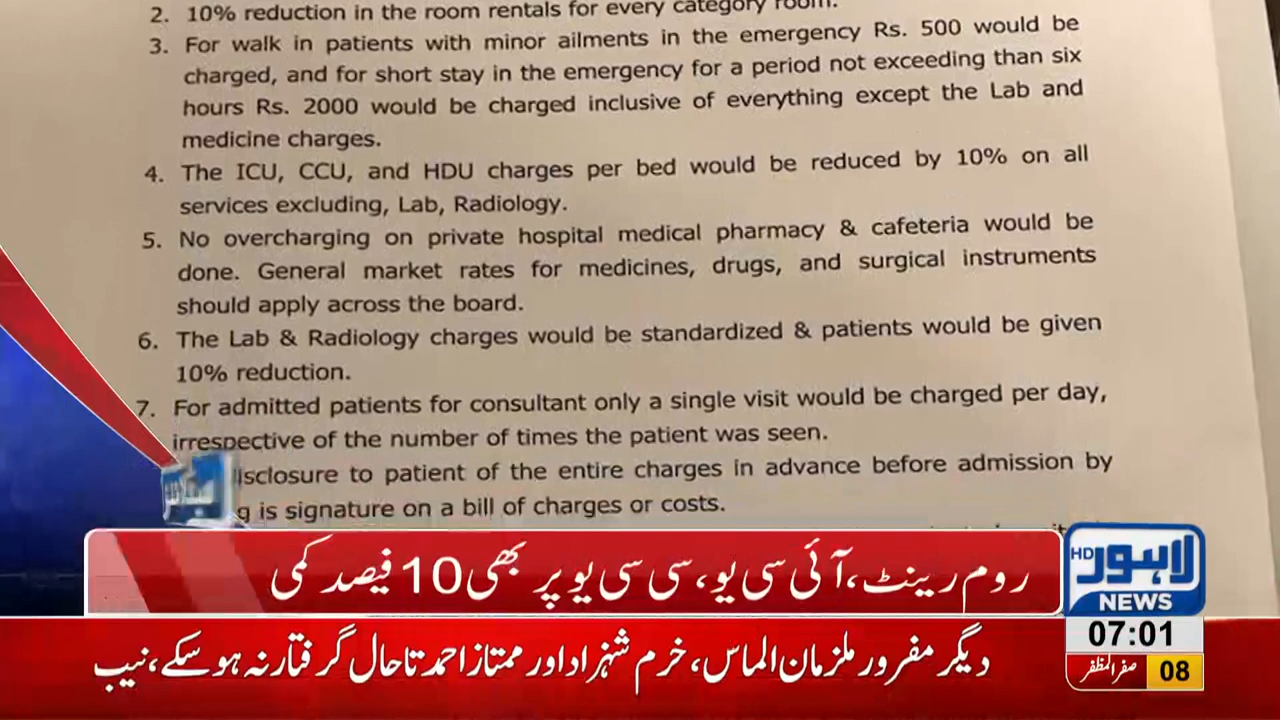 2. 10% reduction in the room rentals for every category room.
3. For walk in patients with minor ailments in the emergency Rs. 500 would be
charged, and for short stay in the emergency for a period not exceeding than six
hours Rs. 2000 would be charged inclusive of everything except the Lab and
medicine charges.
4. The ICU, CCU, and HDU charges per bed would be reduced by 10% on all
services excluding, Lab, Radiology.
5. No overcharging on private hospital medical pharmacy & cafeteria would be
done. General market rates for medicines, drugs, and surgical instruments
should apply across the board.
6. The Lab & Radiology charges would be standardized & patients would be given
10% reduction.
7. For admitted patients for consultant only a single visit would be charged per day,
irrespective of the number of times the patient was seen.
isclosure to patient of the entire charges in advance before admission by
g is signature on a bill of charges or costs.
روم رینٹ، آئی سی یو، سی سی یو پر بھی 10 فیصد کمی
HD لاہور
NEWS
07:01
08 صفر المظفر
دیگر مفرور ملزمان الماس، خرم شہزاد اور ممتاز احمد تاحال گرفتار نہ ہو سکے، نیب